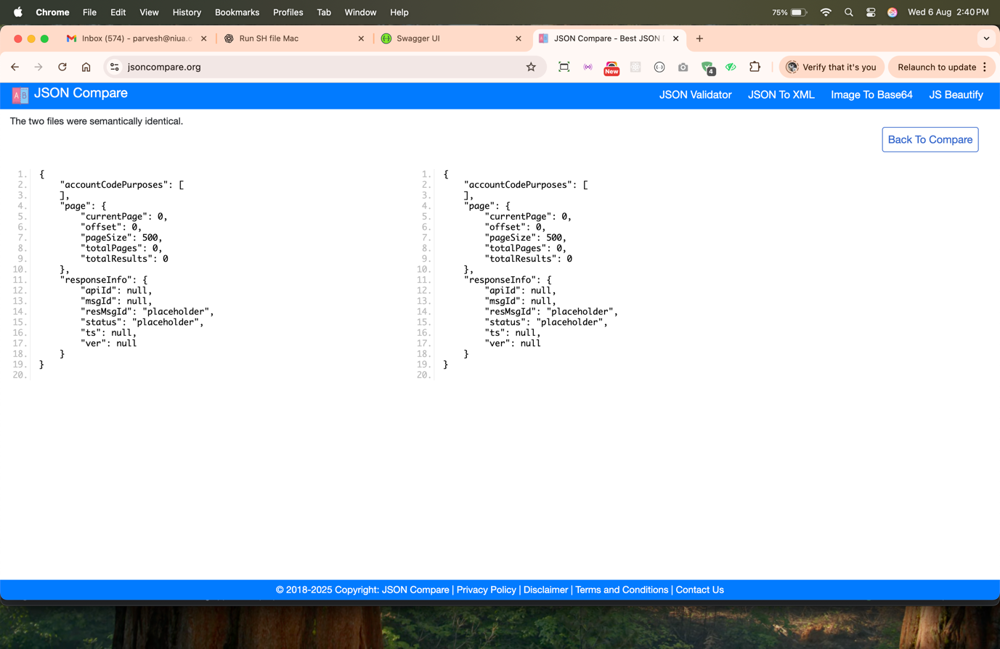 Chrome File Edit View History Bookmarks Profiles Tab Window Help 75% Wed 6 Aug 2:40 PM
Inbox (574) - parvesh@niua.o Run SH file Mac Swagger UI JSON Compare - Best JSON
jsoncompare.org New 4 Verify that it's you Relaunch to update
A B JSON Compare JSON Validator JSON To XML Image To Base64 JS Beautify
The two files were semantically identical.
Back To Compare
1. {
2. "accountCodePurposes": [
3. ],
4. "page": {
5. "currentPage": 0,
6. "offset": 0,
7. "pageSize": 500,
8. "totalPages": 0,
9. "totalResults": 0
10. },
11. "responseInfo": {
12. "apiId": null,
13. "msgId": null,
14. "resMsgId": "placeholder",
15. "status": "placeholder",
16. "ts": null,
17. "ver": null
18. }
19. }
20.
1. {
2. "accountCodePurposes": [
3. ],
4. "page": {
5. "currentPage": 0,
6. "offset": 0,
7. "pageSize": 500,
8. "totalPages": 0,
9. "totalResults": 0
10. },
11. "responseInfo": {
12. "apiId": null,
13. "msgId": null,
14. "resMsgId": "placeholder",
15. "status": "placeholder",
16. "ts": null,
17. "ver": null
18. }
19. }
20.
© 2018-2025 Copyright: JSON Compare | Privacy Policy | Disclaimer | Terms and Conditions | Contact Us